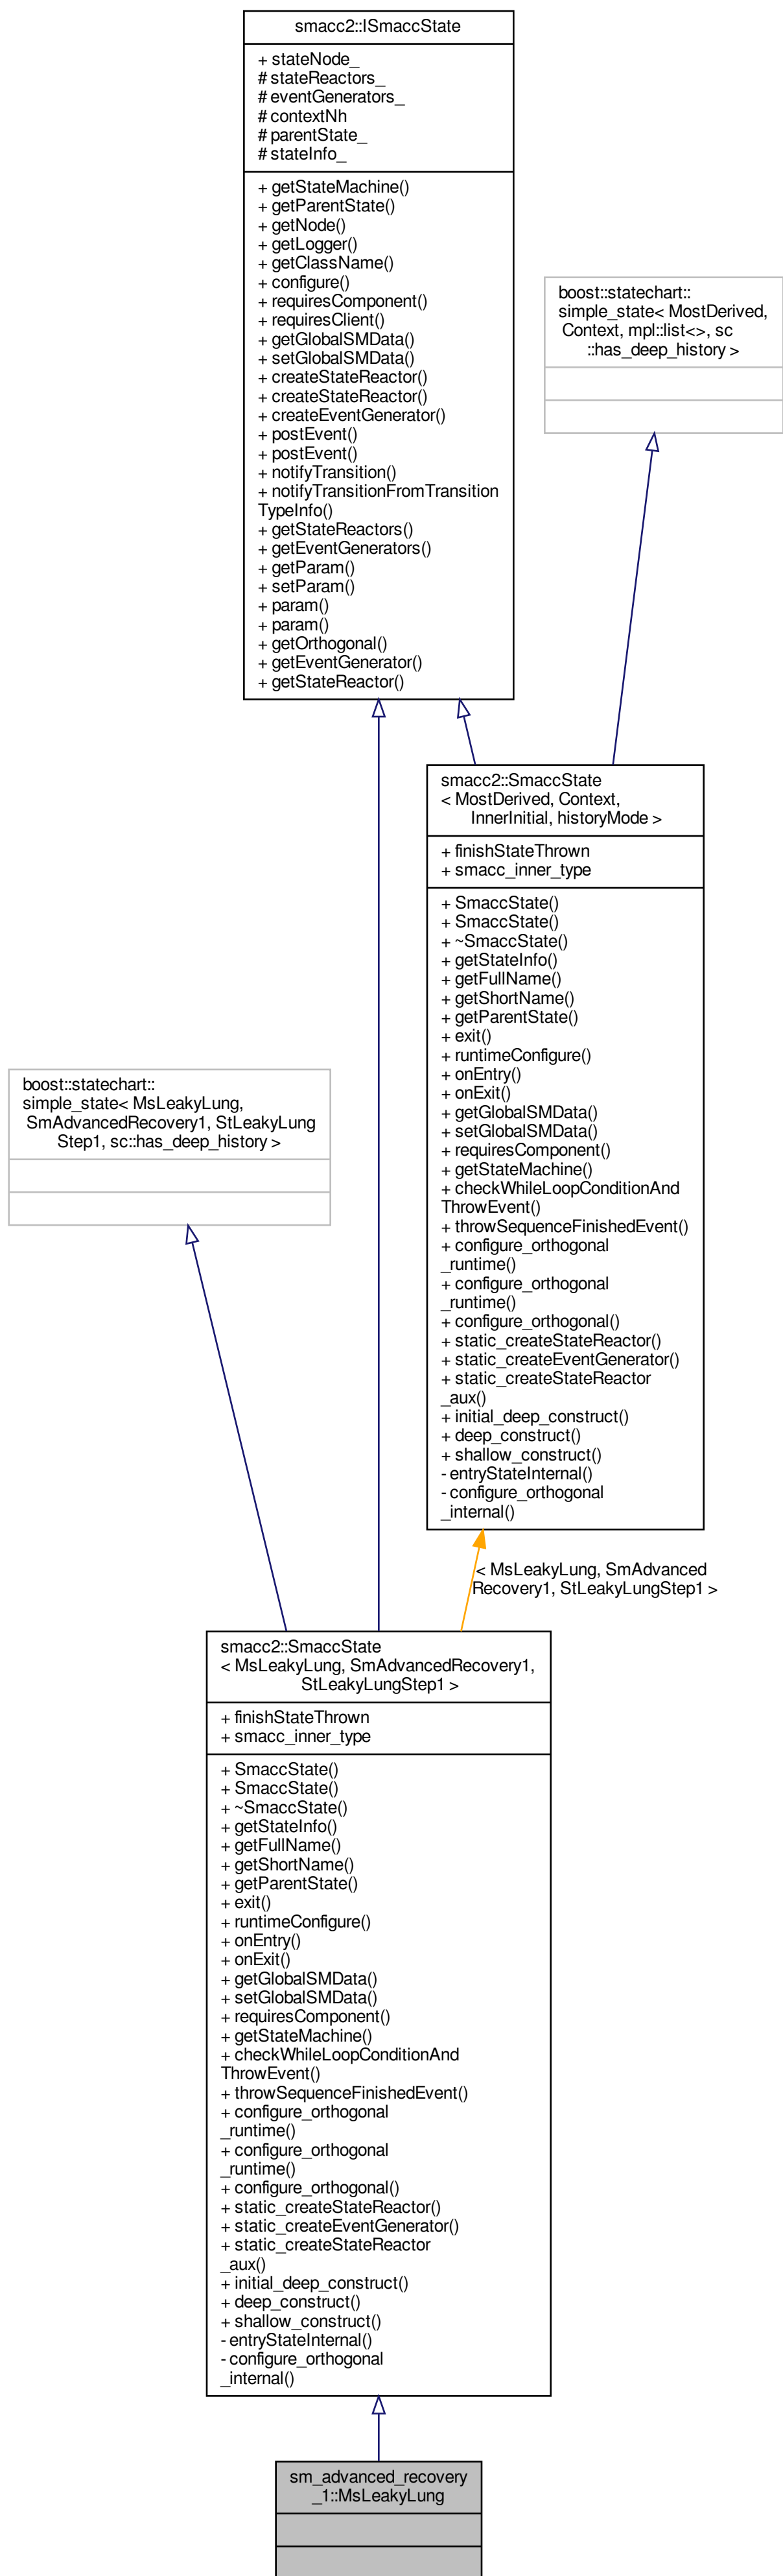 smacc2::ISmaccState
+ stateNode_
# stateReactors_
# eventGenerators_
# contextNh
# parentState_
# stateInfo_
+ getStateMachine()
+ getParentState()
+ getNode()
+ getLogger()
+ getClassName()
+ configure()
+ requiresComponent()
+ requiresClient()
+ getGlobalSMData()
+ setGlobalSMData()
+ createStateReactor()
+ createStateReactor()
+ createEventGenerator()
+ postEvent()
+ postEvent()
+ notifyTransition()
+ notifyTransitionFromTransition
TypeInfo()
+ getStateReactors()
+ getEventGenerators()
+ getParam()
+ setParam()
+ param()
+ param()
+ getOrthogonal()
+ getEventGenerator()
+ getStateReactor()
boost::statechart::
simple_state< MostDerived,
Context, mpl::list<>, sc
::has_deep_history >
smacc2::SmaccState
< MostDerived, Context,
InnerInitial, historyMode >
+ finishStateThrown
+ smacc_inner_type
+ SmaccState()
+ SmaccState()
+ ~SmaccState()
+ getStateInfo()
+ getFullName()
+ getShortName()
+ getParentState()
+ exit()
+ runtimeConfigure()
+ onEntry()
+ onExit()
+ getGlobalSMData()
+ setGlobalSMData()
+ requiresComponent()
+ getStateMachine()
+ checkWhileLoopConditionAnd
ThrowEvent()
+ throwSequenceFinishedEvent()
+ configure_orthogonal
_runtime()
+ configure_orthogonal
_runtime()
+ configure_orthogonal()
+ static_createStateReactor()
+ static_createEventGenerator()
+ static_createStateReactor
_aux()
+ initial_deep_construct()
+ deep_construct()
+ shallow_construct()
- entryStateInternal()
- configure_orthogonal
_internal()
boost::statechart::
simple_state< MsLeakyLung,
SmAdvancedRecovery1, StLeakyLung
Step1, sc::has_deep_history >
< MsLeakyLung, SmAdvanced
Recovery1, StLeakyLungStep1 >
smacc2::SmaccState
< MsLeakyLung, SmAdvancedRecovery1,
StLeakyLungStep1 >
+ finishStateThrown
+ smacc_inner_type
+ SmaccState()
+ SmaccState()
+ ~SmaccState()
+ getStateInfo()
+ getFullName()
+ getShortName()
+ getParentState()
+ exit()
+ runtimeConfigure()
+ onEntry()
+ onExit()
+ getGlobalSMData()
+ setGlobalSMData()
+ requiresComponent()
+ getStateMachine()
+ checkWhileLoopConditionAnd
ThrowEvent()
+ throwSequenceFinishedEvent()
+ configure_orthogonal
_runtime()
+ configure_orthogonal
_runtime()
+ configure_orthogonal()
+ static_createStateReactor()
+ static_createEventGenerator()
+ static_createStateReactor
_aux()
+ initial_deep_construct()
+ deep_construct()
+ shallow_construct()
- entryStateInternal()
- configure_orthogonal
_internal()
sm_advanced_recovery
_1::MsLeakyLung